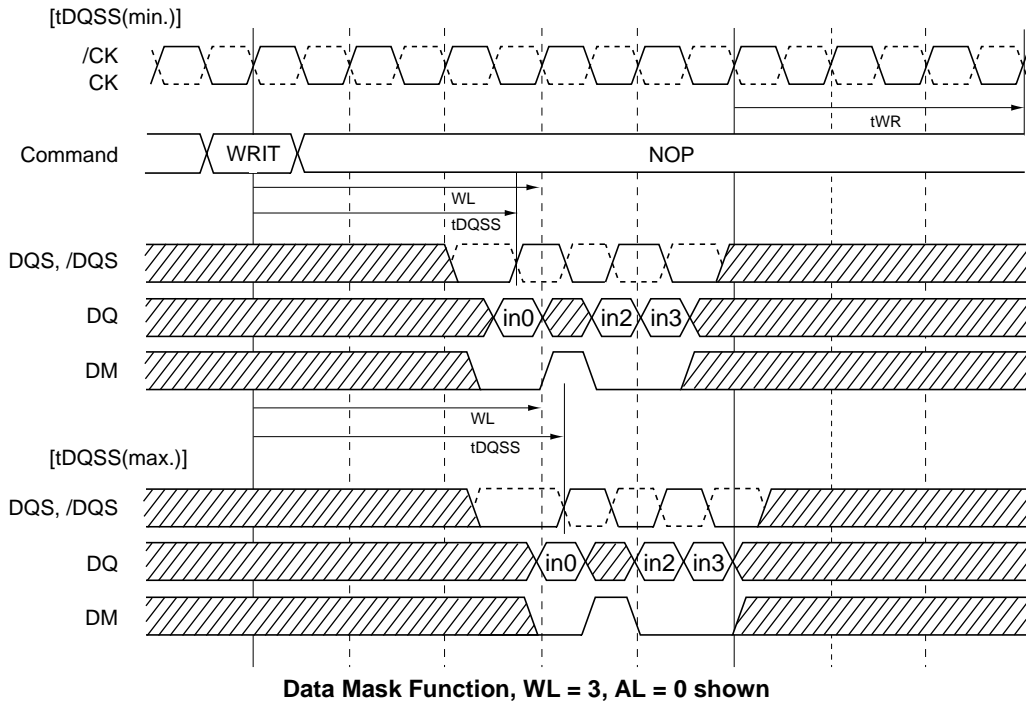 [tDQSS(min.)]
/CK
CK
tWR
Command
WRIT
NOP
WL
tDQSS
DQS, /DQS
DQ
in0
in2
in3
DM
WL
tDQSS
[tDQSS(max.)]
DQS, /DQS
DQ
in0
in2
in3
DM
Data Mask Function, WL = 3, AL = 0 shown